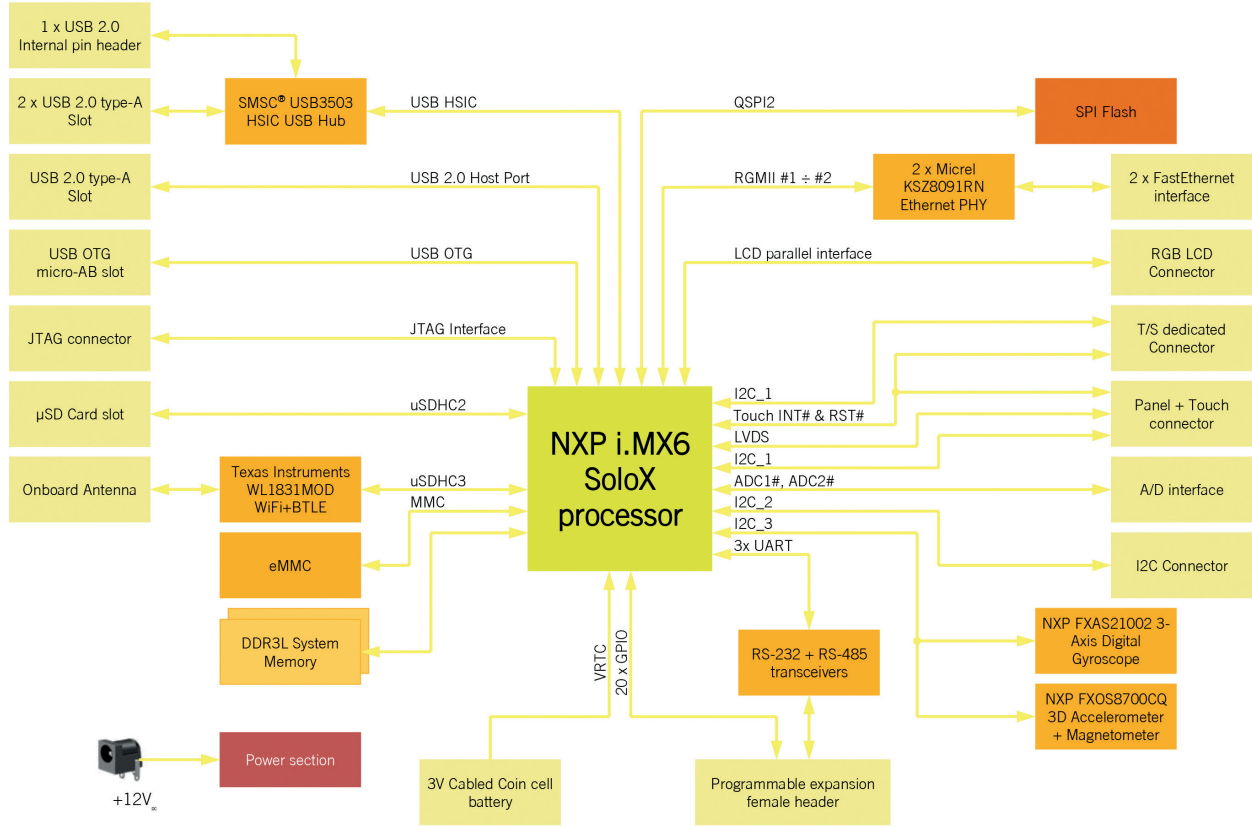 1 x USB 2.0
Internal pin header
2 x USB 2.0 type-A
Slot
SMSC® USB3503
HSIC USB Hub
USB HSIC
QSPI2
SPI Flash
USB 2.0 type-A
Slot
USB 2.0 Host Port
RGMII #1 ÷ #2
2 x Micrel
KSZ8091RN
Ethernet PHY
2 x FastEthernet
interface
USB OTG
micro-AB slot
USB OTG
LCD parallel interface
RGB LCD
Connector
JTAG connector
JTAG Interface
T/S dedicated
Connector
µSD Card slot
uSDHC2
NXP i.MX6
SoloX
processor
I2C_1
Touch INT# & RST#
LVDS
I2C_1
ADC1#, ADC2#
I2C_2
I2C_3
3x UART
Panel + Touch
connector
Onboard Antenna
Texas Instruments
WL1831MOD
WiFi+BTLE
uSDHC3
MMC
A/D interface
eMMC
I2C Connector
DDR3L System
Memory
VRTC
20 x GPIO
RS-232 + RS-485
transceivers
NXP FXAS21002 3-
Axis Digital
Gyroscope
NXP FXOS8700CQ
3D Accelerometer
+ Magnetometer
Power section
+12V
3V Cabled Coin cell
battery
Programmable expansion
female header